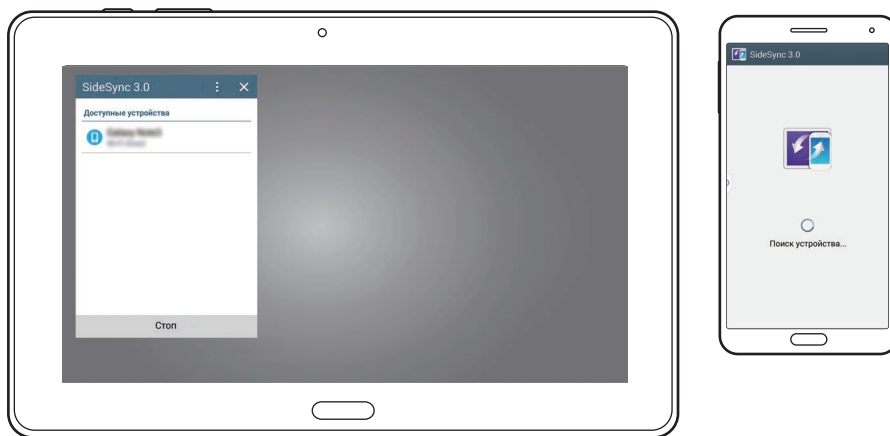 SideSync 3.0
Доступные устройства
Стоп
SideSync 3.0
Поиск устройства...